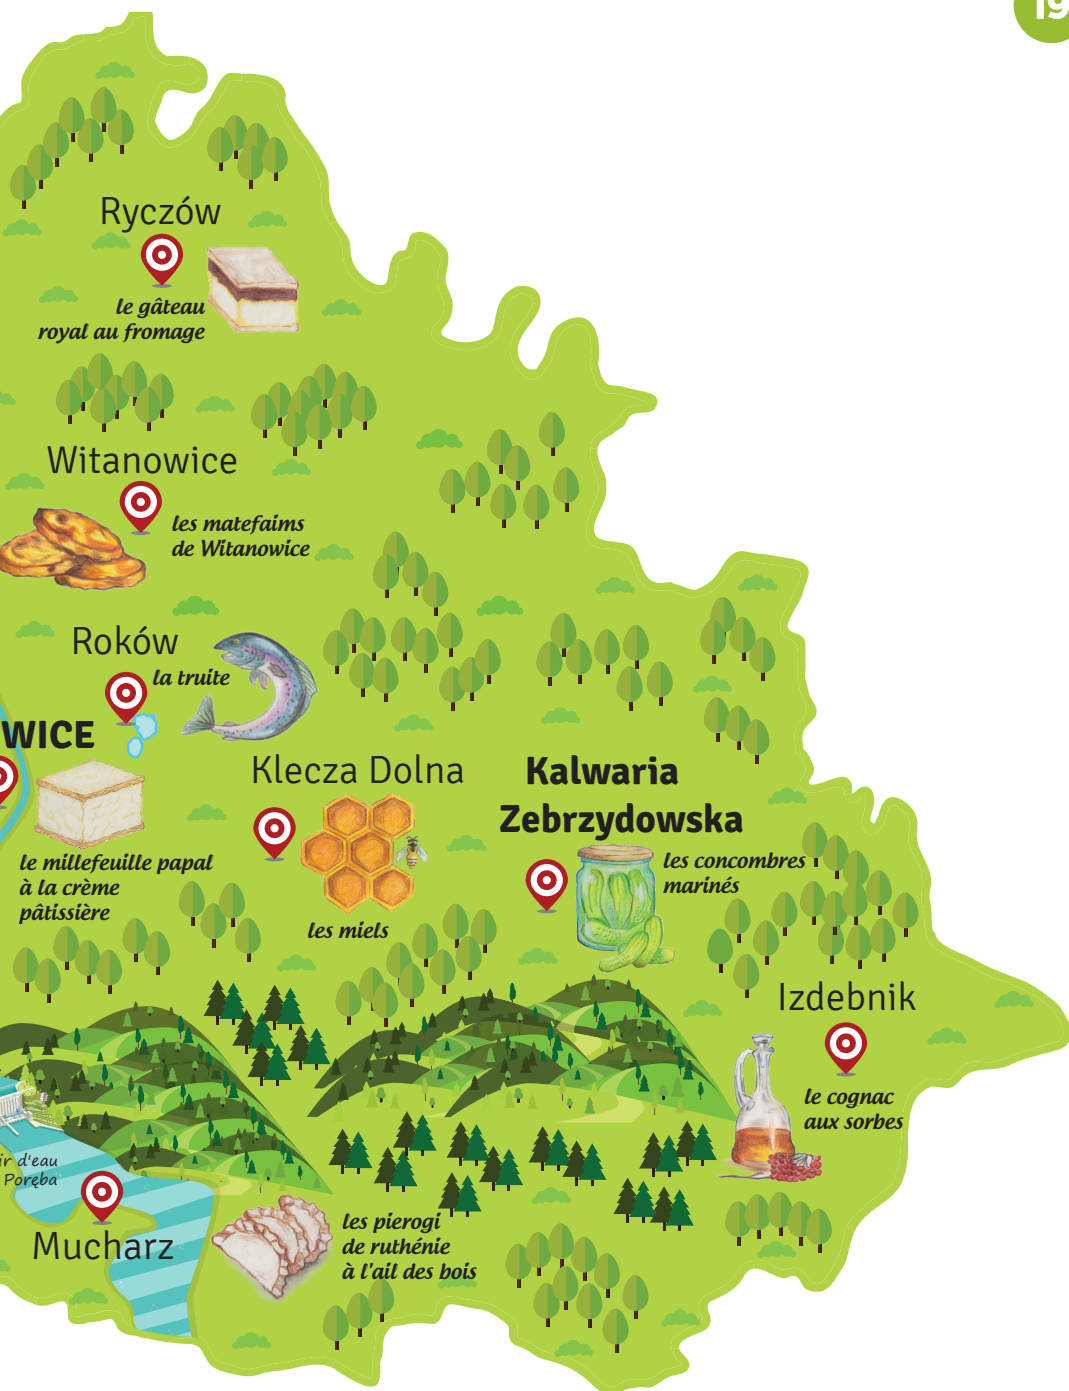 19
Ryczów
le gâteau
royal au fromage
Witanowice
les matefaims
de Witanowice
Roków
la truite
WICE
le millefeuille papal
à la crème
pâtissière
Klecza Dolna
les miels
Kalwaria
Zebrzydowska
les concombres
marinés
Izdebnik
le cognac
aux sorbes
ir d'eau
Poręba
Mucharz
les pierogi
de ruthénie
à l'ail des bois